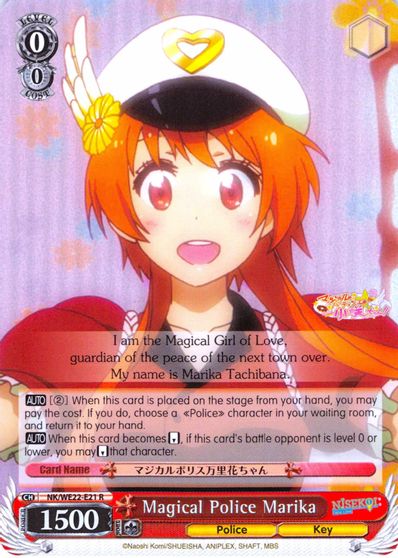 LEVEL
0
0
COST
I am the Magical Girl of Love,
guardian of the peace of the next town over.
My name is Marika Tachibana.
AUTO [②] When this card is placed on the stage from your hand, you may
pay the cost. If you do, choose a «Police» character in your waiting room,
and return it to your hand.
AUTO When this card becomes , if this card's battle opponent is level 0 or
lower, you may that character.
Card Name マジカルポリス万里花ちゃん
CH NK/WE22-E21 R
Magical Police Marika
NISEKOI:
POWER 1500
Police Key
©Naoshi Komi/SHUEISHA, ANIPLEX, SHAFT, MBS